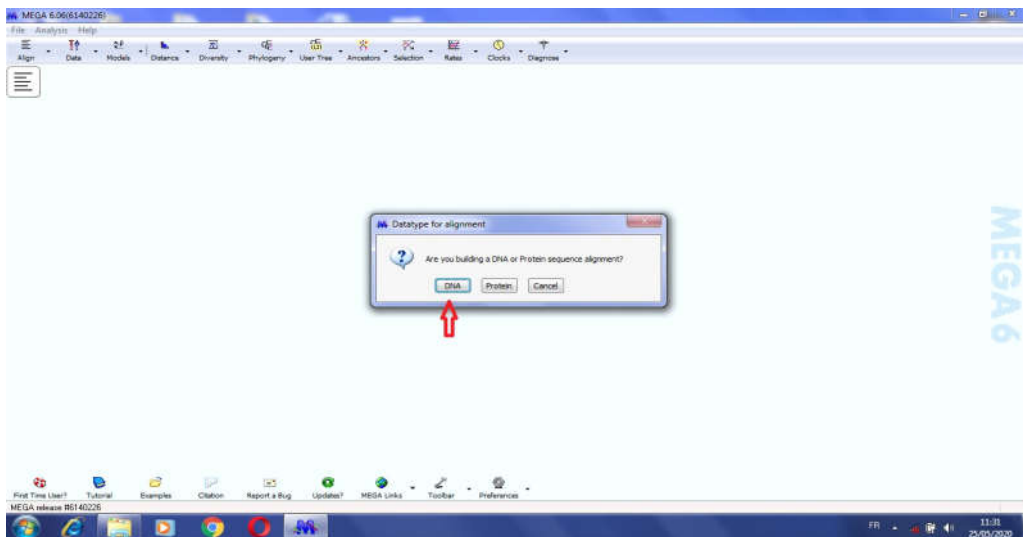 MEGA 6.06(6140226)
File Analysis Help
Align Data Models Distance Diversity Phylogeny User Tree Ancestors Selection Rates Clocks Diagnose
Datatype for alignment
Are you building a DNA or Protein sequence alignment?
DNA Protein Cancel
MEGA6
First Time User? Tutorial Examples Citation Report a Bug Updates? MEGA Links Toolbar Preferences
MEGA release #6140226
FR 11:31
25/05/2020